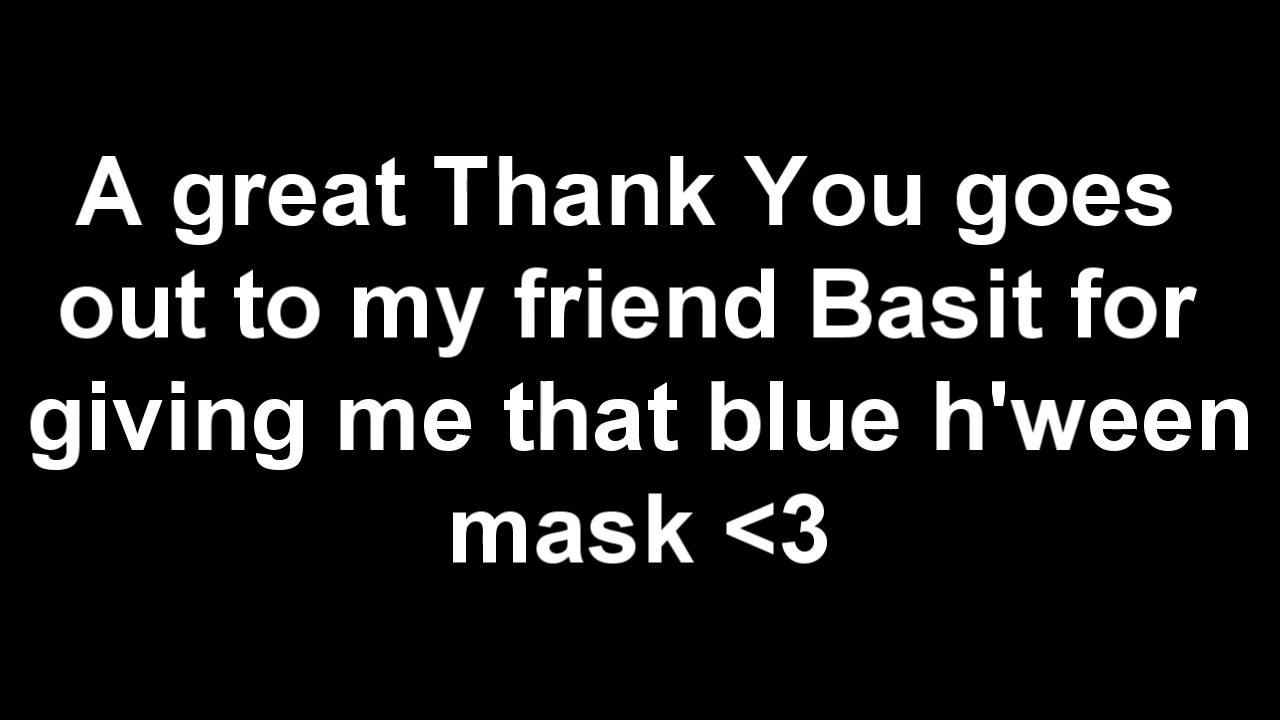 A great Thank You goes
out to my friend Basit for
giving me that blue h'ween
mask <3